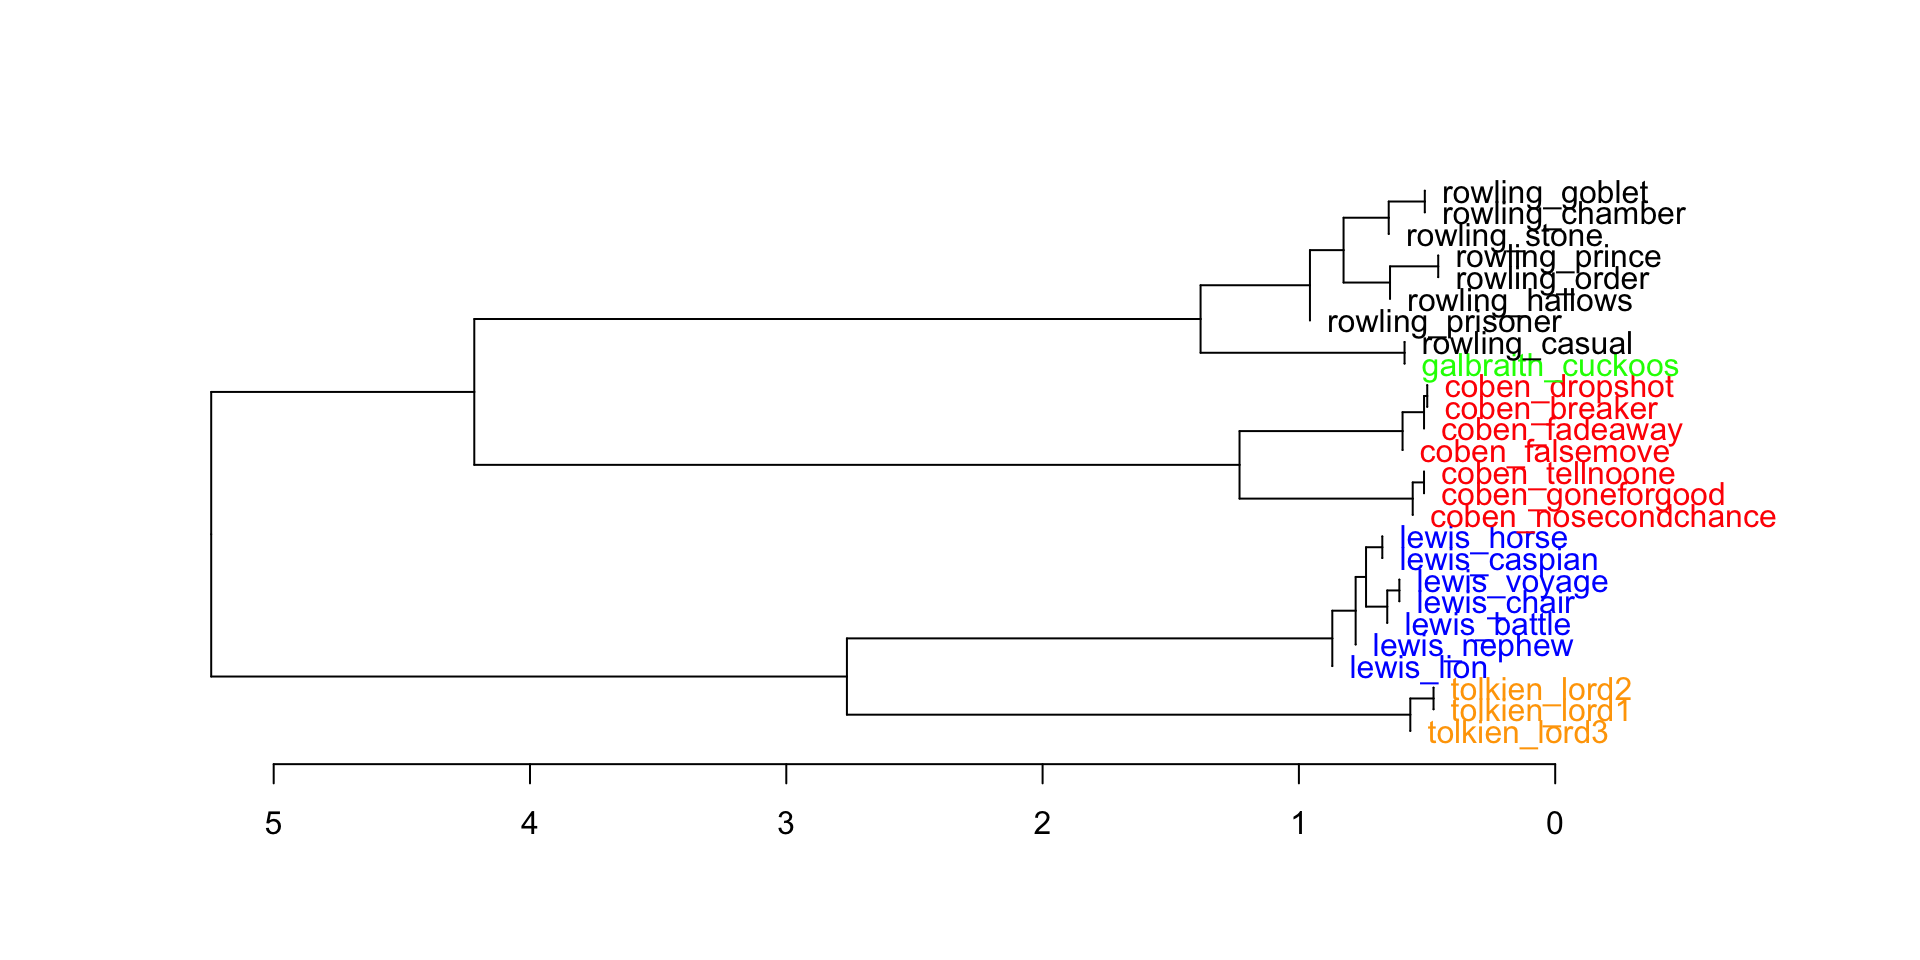 rowling_goblet
rowling_chamber
rowling_stone
rowling_prince
rowling_order
rowling_hallows
rowling_prisoner
rowling_casual
galbraith_cuckoos
coben_dropshot
coben_breaker
coben_fadeaway
coben_falsemove
coben_tellnoone
coben_goneforgood
coben_nosecondchance
lewis_horse
lewis_caspian
lewis_voyage
lewis_chair
lewis_battle
lewis_nephew
lewis_lion
tolkien_lord2
tolkien_lord1
tolkien_lord3
5 4 3 2 1 0